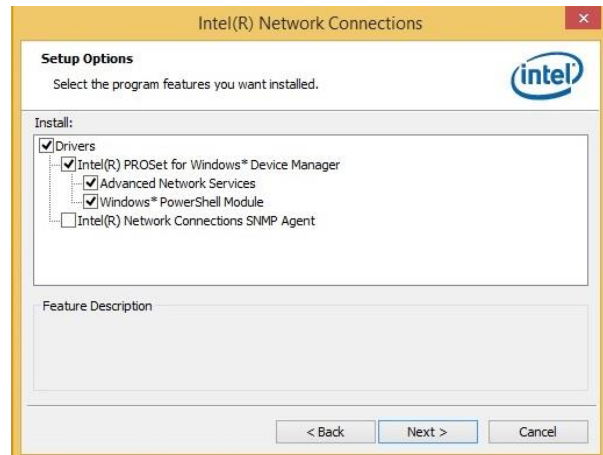 Intel(R) Network Connections
Setup Options
Select the program features you want installed.
intel
Install:
Drivers
Intel(R) PROSet for Windows* Device Manager
Advanced Network Services
Windows* PowerShell Module
Intel(R) Network Connections SNMP Agent
Feature Description
< Back Next > Cancel